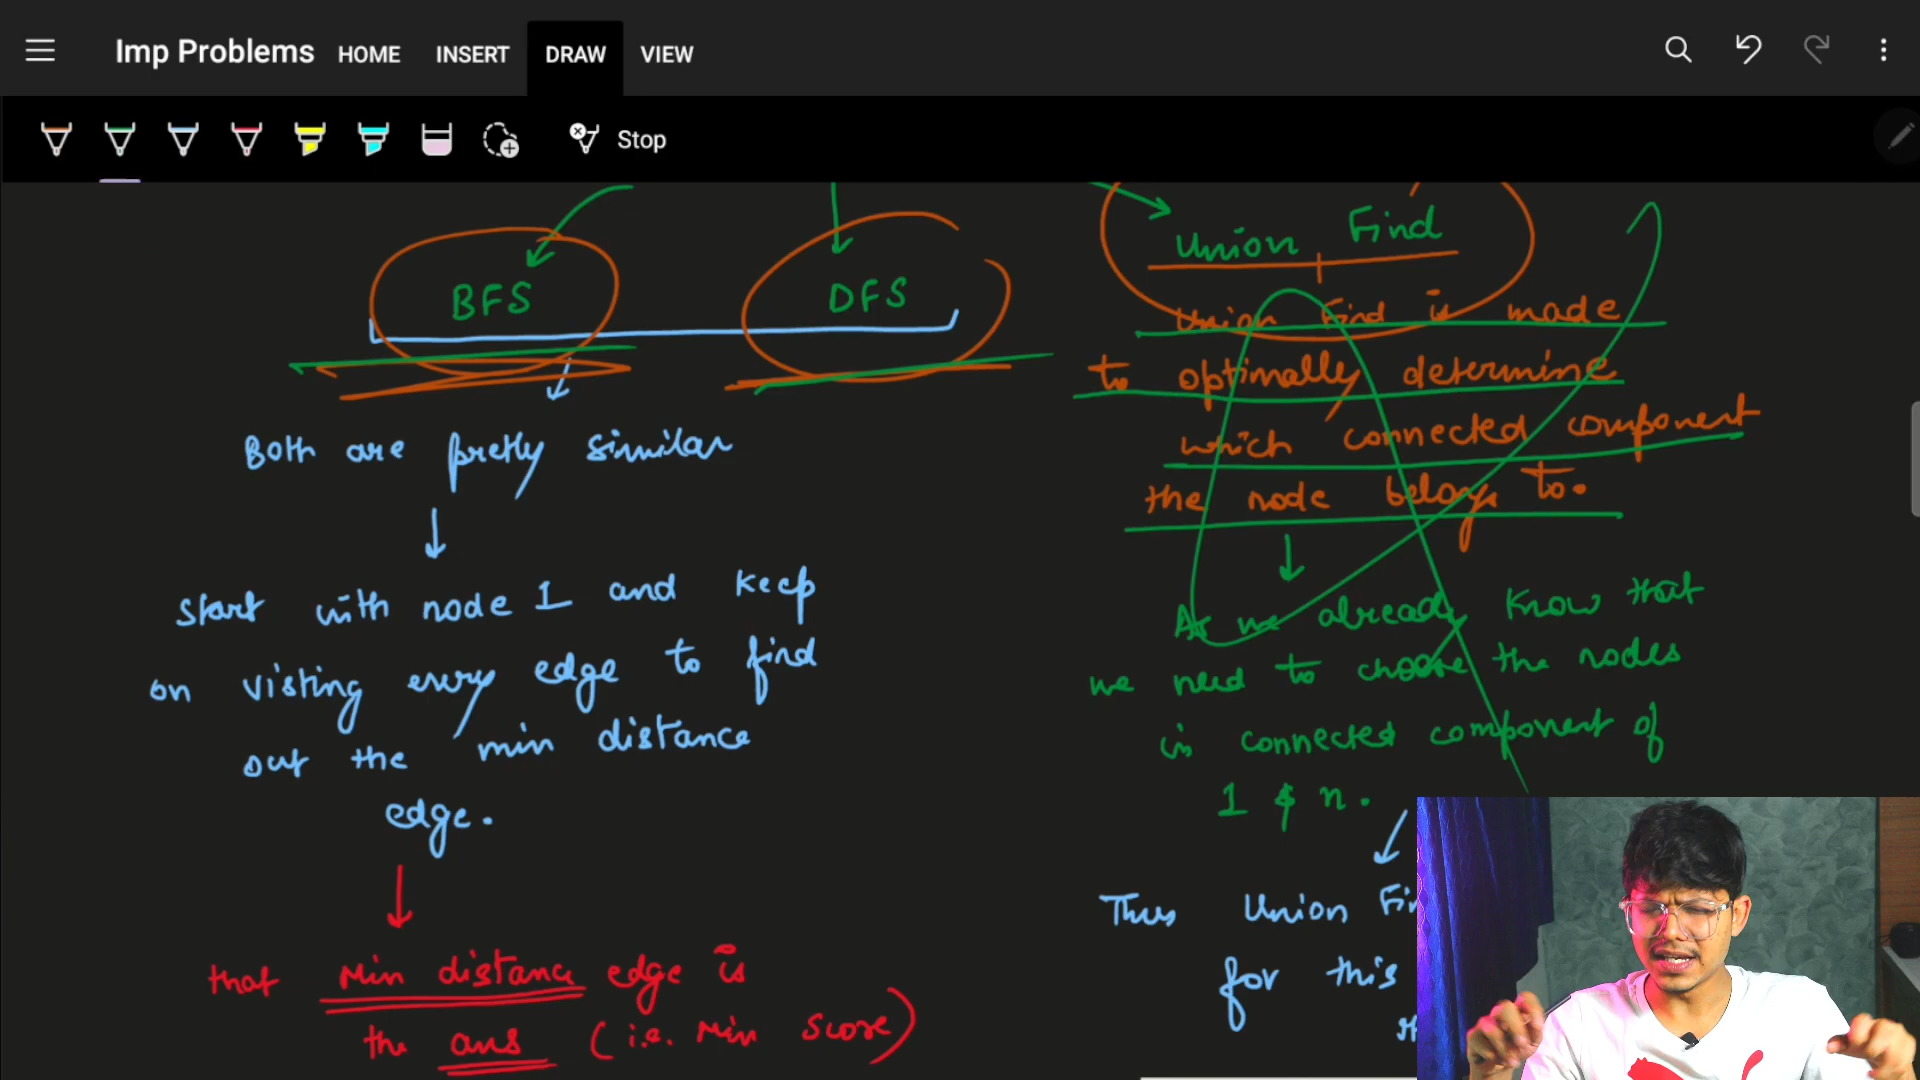 Imp Problems HOME INSERT DRAW VIEW
Stop
BFS
DFS
Both are pretty similar
start with node 1 and keep
on visting every edge to find
out the min distance
edge.
that Min distance edge is
the ans (i.e. Min score)
Union Find
Union Find is made
to optimally determine
which connected component
the node belongs to.
As we already know that
we need to choose the nodes
in connected component of
1 & n.
Thus Union
for this